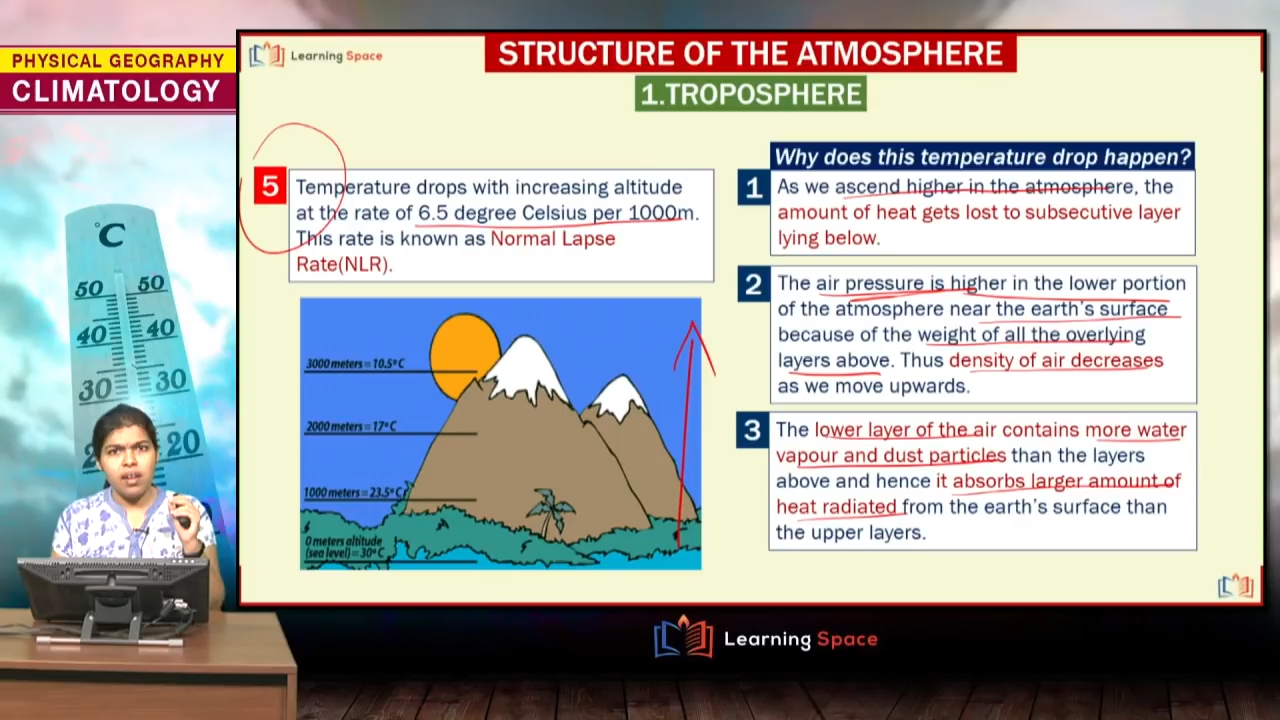 PHYSICAL GEOGRAPHY
CLIMATOLOGY
Learning Space
STRUCTURE OF THE ATMOSPHERE
1.TROPOSPHERE
5
Temperature drops with increasing altitude
at the rate of 6.5 degree Celsius per 1000m.
This rate is known as Normal Lapse
Rate(NLR).
3000 meters = 10.5°C
2000 meters = 17°C
1000 meters = 23.5°C
0 meters altitude
(sea level) = 30°C
Why does this temperature drop happen?
1
As we ascend higher in the atmosphere, the
amount of heat gets lost to subsecutive layer
lying below.
2
The air pressure is higher in the lower portion
of the atmosphere near the earth's surface
because of the weight of all the overlying
layers above. Thus density of air decreases
as we move upwards.
3
The lower layer of the air contains more water
vapour and dust particles than the layers
above and hence it absorbs larger amount of
heat radiated from the earth's surface than
the upper layers.
°C
50 50
40 40
30 30
20
Learning Space